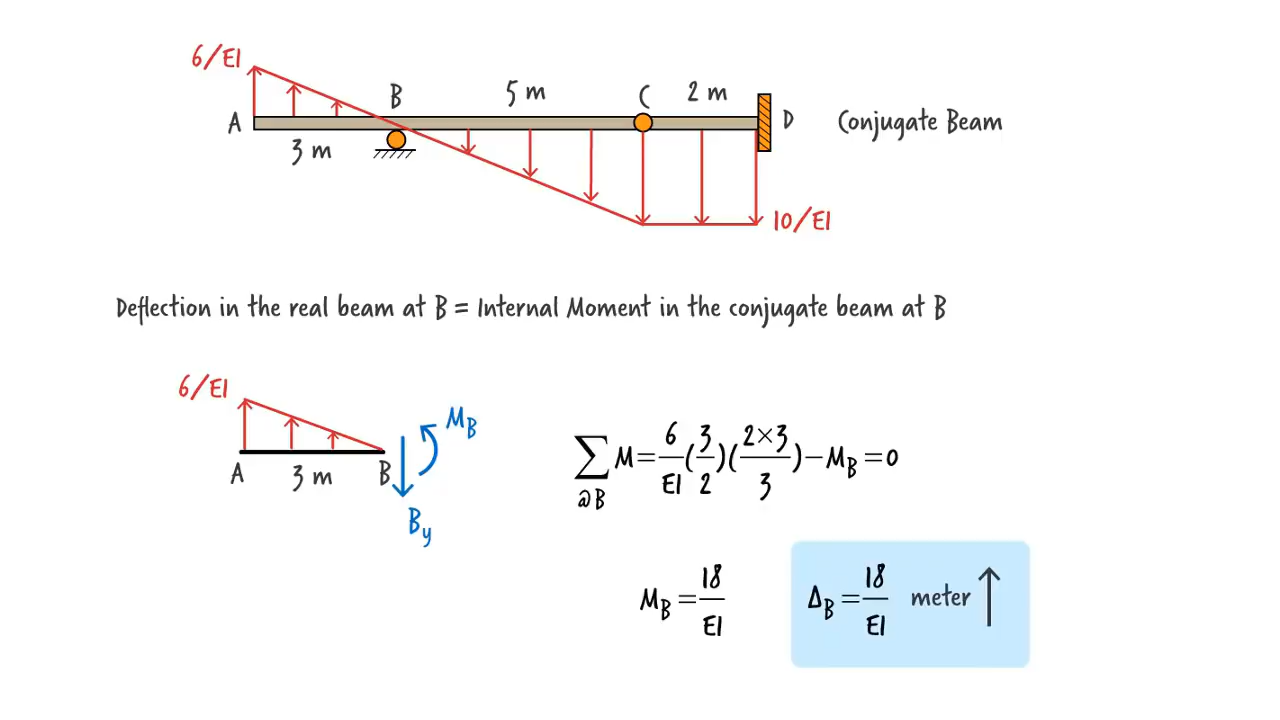 6/EI
A
B
5 m
C
2 m
D
Conjugate Beam
3 m
10/EI
Deflection in the real beam at B = Internal Moment in the conjugate beam at B
6/EI
A
3 m
B
M_B
B_y
∑_{@B} M = 6/EI (3/2)(2×3/3) − M_B = 0
M_B = 18/EI
Δ_B = 18/EI meter ↑